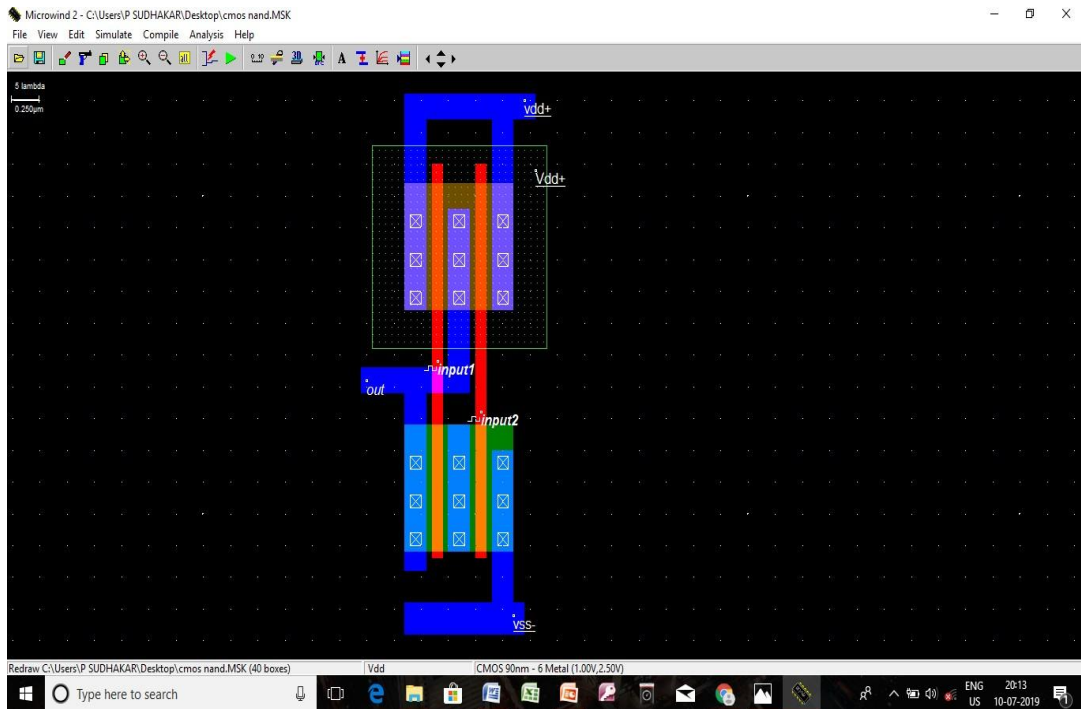 Microwind 2 - C:\Users\P SUDHAKAR\Desktop\cmos nand.MSK
File View Edit Simulate Compile Analysis Help
5 lambda
0.250µm
vdd+
Vdd+
input1
out
input2
vss-
Redraw C:\Users\P SUDHAKAR\Desktop\cmos nand.MSK (40 boxes) Vdd CMOS 90nm - 6 Metal (1.00V,2.50V)
Type here to search
ENG 20:13
US 10-07-2019